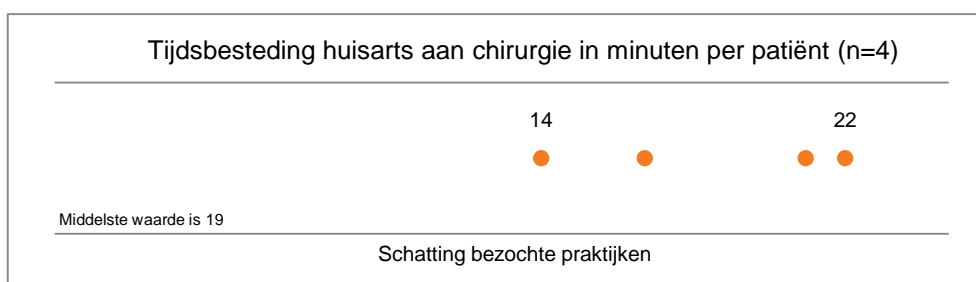 Tijdsbesteding huisarts aan chirurgie in minuten per patiënt (n=4)
14 22
Middelste waarde is 19
Schatting bezochte praktijken